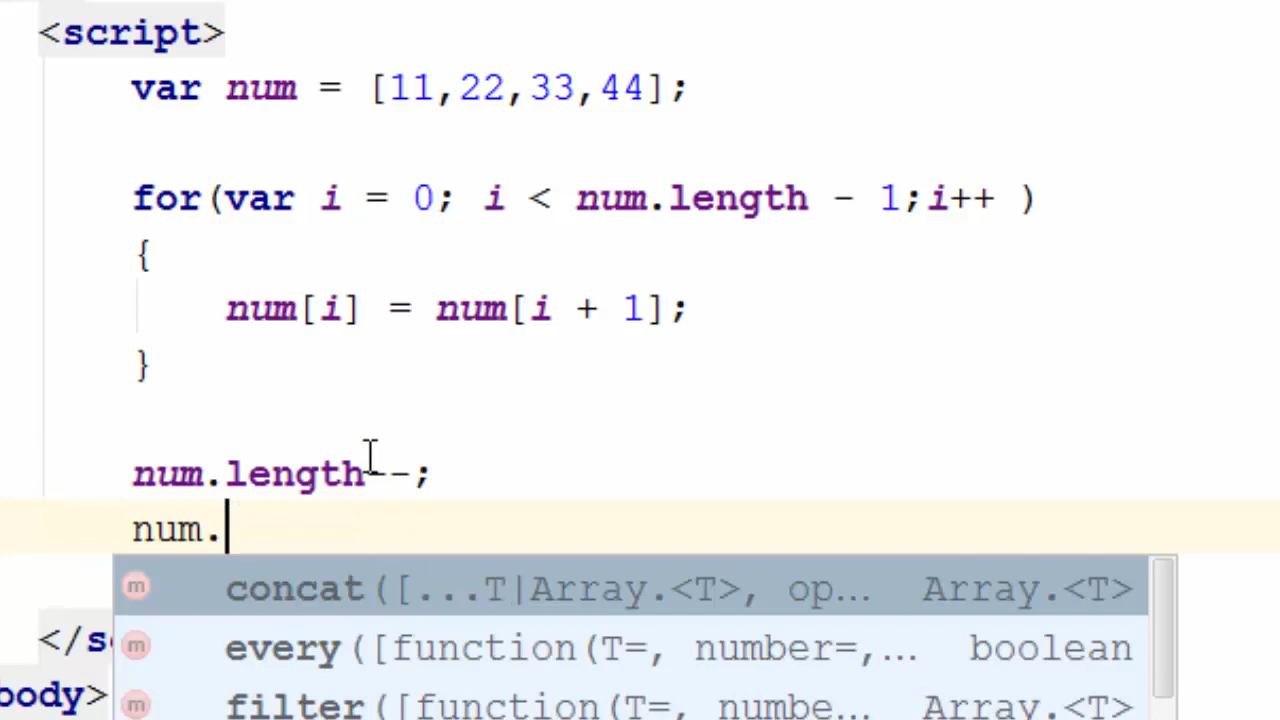 <script>
var num = [11,22,33,44];
for(var i = 0; i < num.length - 1;i++ )
{
num[i] = num[i + 1];
}
num.length--;
num.
m concat([...T|Array.<T>, op... Array.<T>
m every([function(T=, number=,... boolean
m filter([function(T=, numbe... Array.<T>
</s
body>